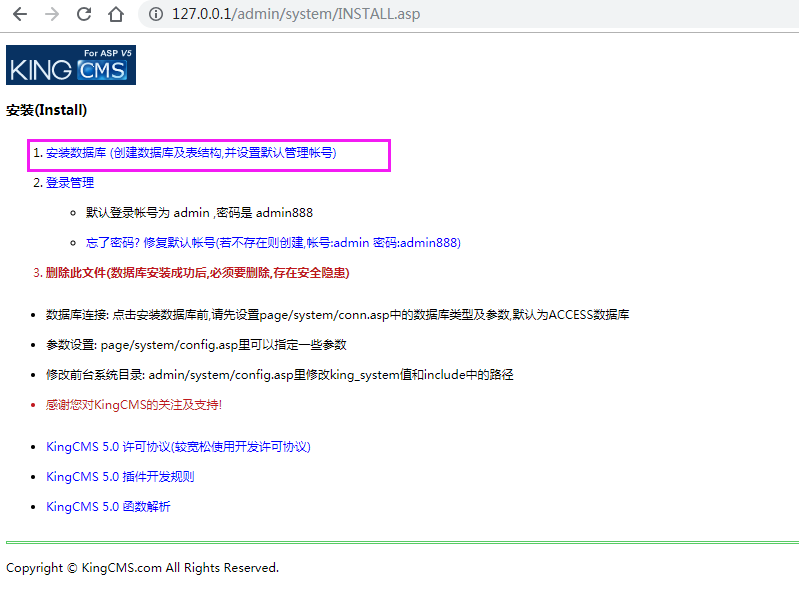 127.0.0.1/admin/system/INSTALL.asp
For ASP V5
KING CMS
安装(Install)
1. 安装数据库 (创建数据库及表结构,并设置默认管理帐号)
2. 登录管理
默认登录帐号为 admin ,密码是 admin888
忘了密码? 修复默认帐号(若不存在则创建,帐号:admin 密码:admin888)
3. 删除此文件(数据库安装成功后,必须要删除,存在安全隐患)
数据库连接: 点击安装数据库前,请先设置page/system/conn.asp中的数据库类型及参数,默认为ACCESS数据库
参数设置: page/system/config.asp里可以指定一些参数
修改前台系统目录: admin/system/config.asp里修改king_system值和include中的路径
感谢您对KingCMS的关注及支持!
KingCMS 5.0 许可协议(较宽松使用开发许可协议)
KingCMS 5.0 插件开发规则
KingCMS 5.0 函数解析
Copyright © KingCMS.com All Rights Reserved.